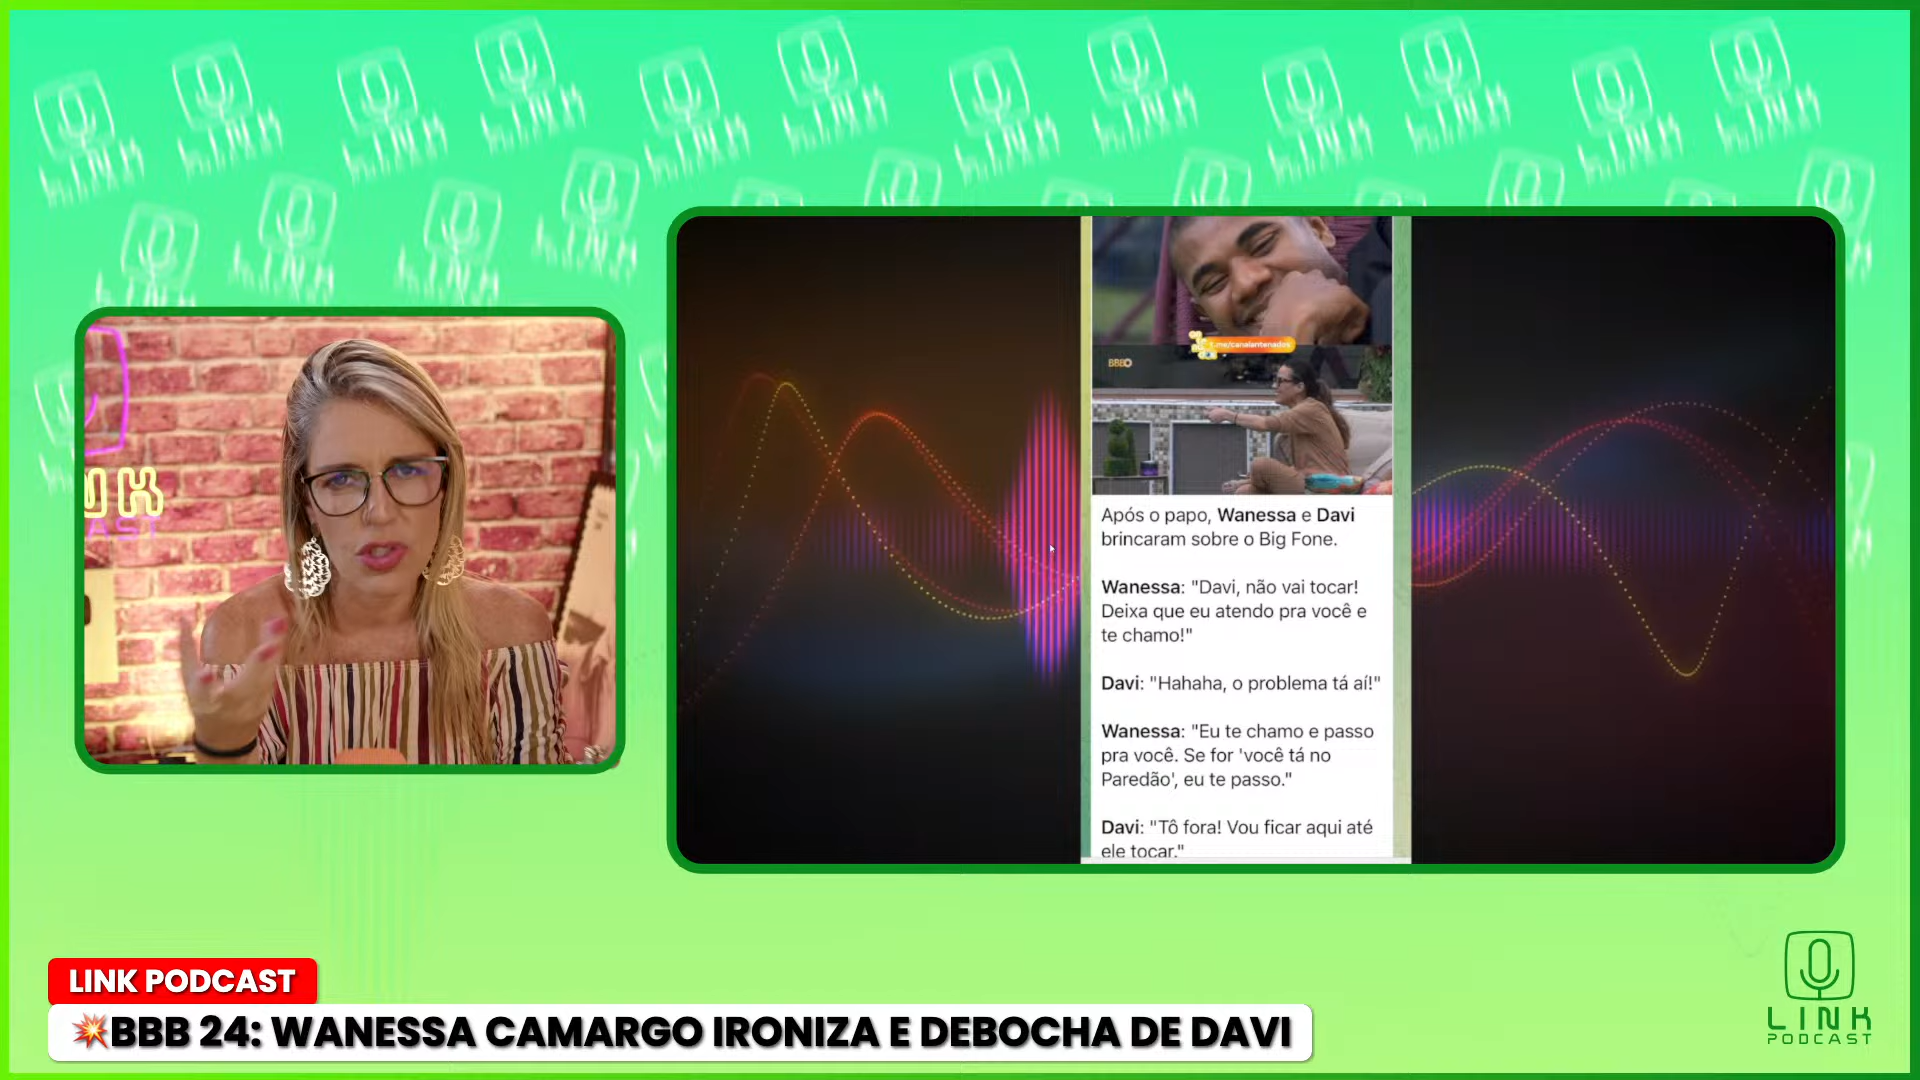 t.me/canalantenados
BBB
Após o papo, Wanessa e Davi
brincaram sobre o Big Fone.
Wanessa: "Davi, não vai tocar!
Deixa que eu atendo pra você e
te chamo!"
Davi: "Hahaha, o problema tá aí!"
Wanessa: "Eu te chamo e passo
pra você. Se for 'você tá no
Paredão', eu te passo."
Davi: "Tô fora! Vou ficar aqui até
ele tocar."
LINK PODCAST
💥BBB 24: WANESSA CAMARGO IRONIZA E DEBOCHA DE DAVI
LINK
PODCAST